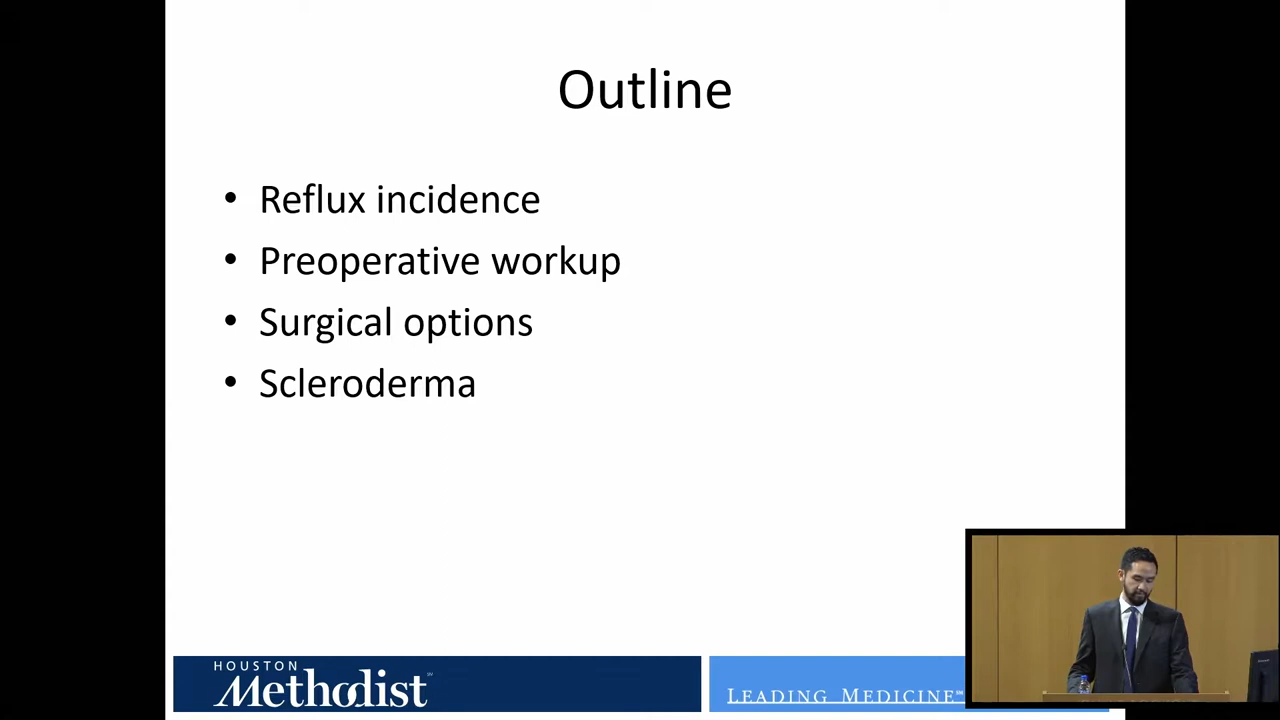 Outline
• Reflux incidence
• Preoperative workup
• Surgical options
• Scleroderma
HOUSTON
Methodist
LEADING MEDICINE